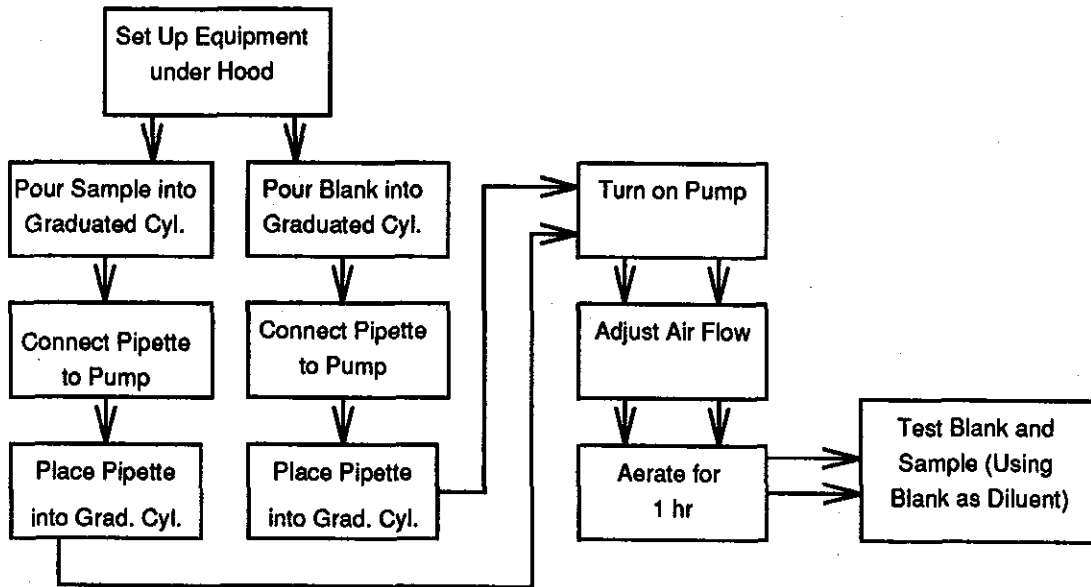 Set Up Equipment
under Hood
Pour Sample into
Graduated Cyl.
Connect Pipette
to Pump
Place Pipette
into Grad. Cyl.
Pour Blank into
Graduated Cyl.
Connect Pipette
to Pump
Place Pipette
into Grad. Cyl.
Turn on Pump
Adjust Air Flow
Aerate for
1 hr
Test Blank and
Sample (Using
Blank as Diluent)